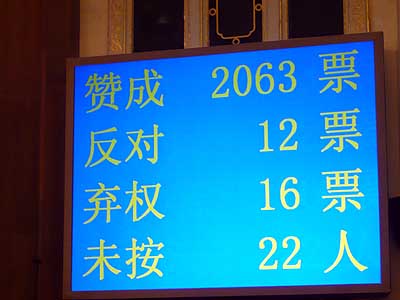 赞成 2063 票
反对 12 票
弃权 16 票
未按 22 人